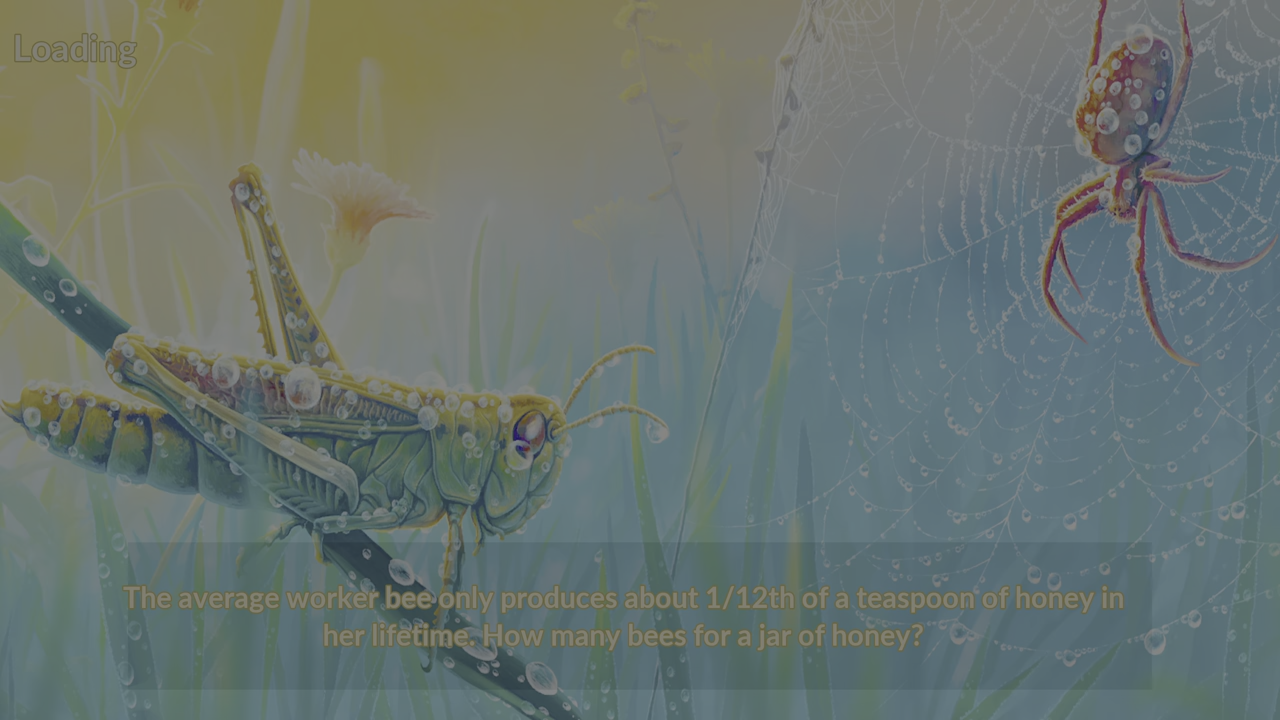 Loading
The average worker bee only produces about 1/12th of a teaspoon of honey in
her lifetime. How many bees for a jar of honey?